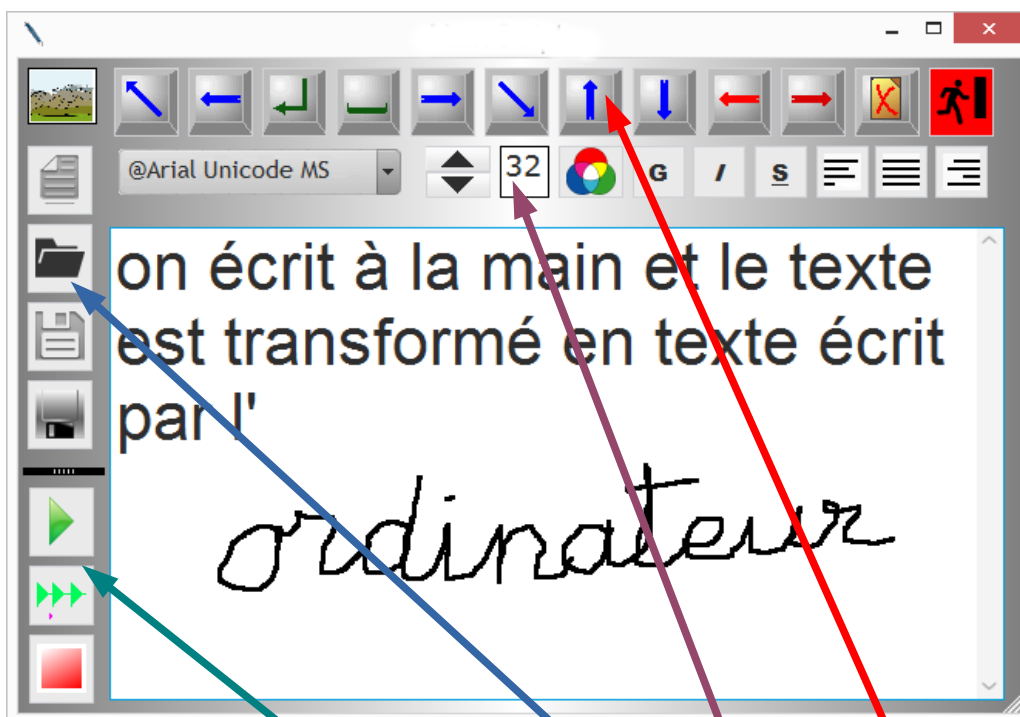 @Arial Unicode MS 32 G I S
on écrit à la main et le texte
est transformé en texte écrit
par l'
ordinateur